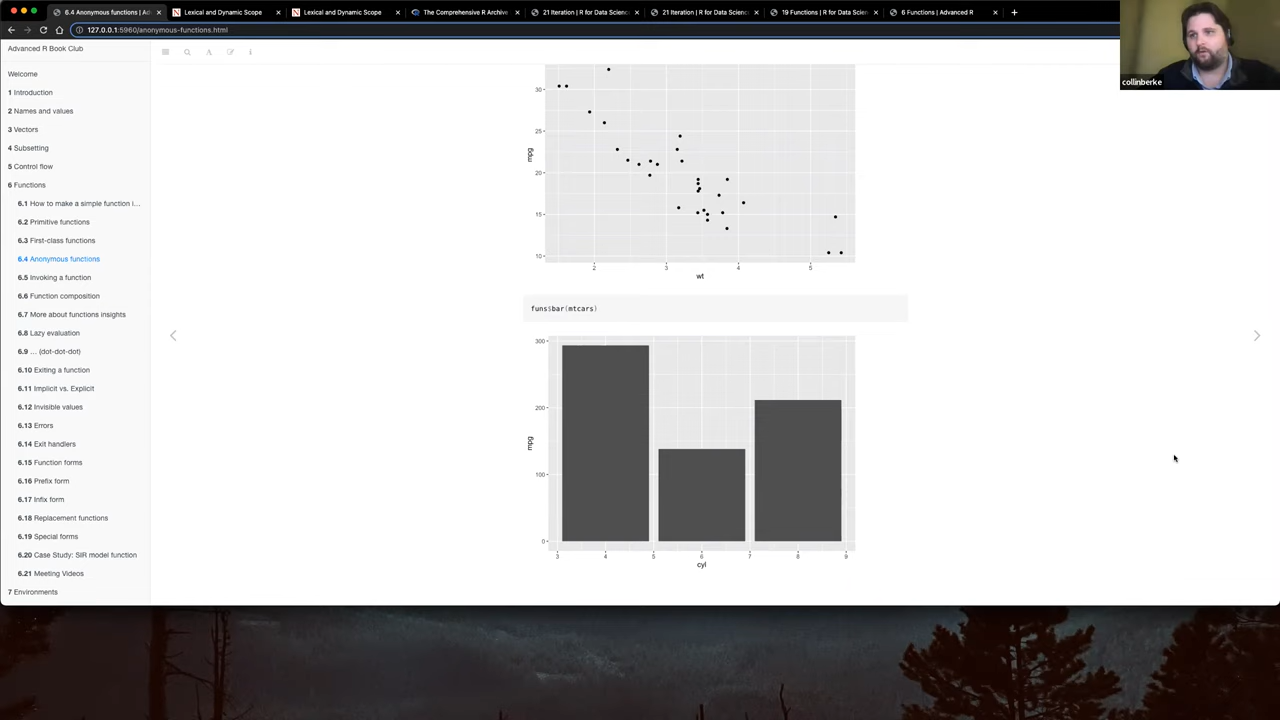 6.4 Anonymous functions | Ad
Lexical and Dynamic Scope
Lexical and Dynamic Scope
The Comprehensive R Archive
21 Iteration | R for Data Scienc
21 Iteration | R for Data Scienc
19 Functions | R for Data Scien
6 Functions | Advanced R
127.0.0.1:5960/anonymous-functions.html
collinberke
Advanced R Book Club
Welcome
1 Introduction
2 Names and values
3 Vectors
4 Subsetting
5 Control flow
6 Functions
6.1 How to make a simple function i...
6.2 Primitive functions
6.3 First-class functions
6.4 Anonymous functions
6.5 Invoking a function
6.6 Function composition
6.7 More about functions insights
6.8 Lazy evaluation
6.9 ... (dot-dot-dot)
6.10 Exiting a function
6.11 Implicit vs. Explicit
6.12 Invisible values
6.13 Errors
6.14 Exit handlers
6.15 Function forms
6.16 Prefix form
6.17 Infix form
6.18 Replacement functions
6.19 Special forms
6.20 Case Study: SIR model function
6.21 Meeting Videos
7 Environments
30
25
20
15
10
mpg
2 3 4 5
wt
funs$bar(mtcars)
300
200
100
0
mpg
3 4 5 6 7 8 9
cyl